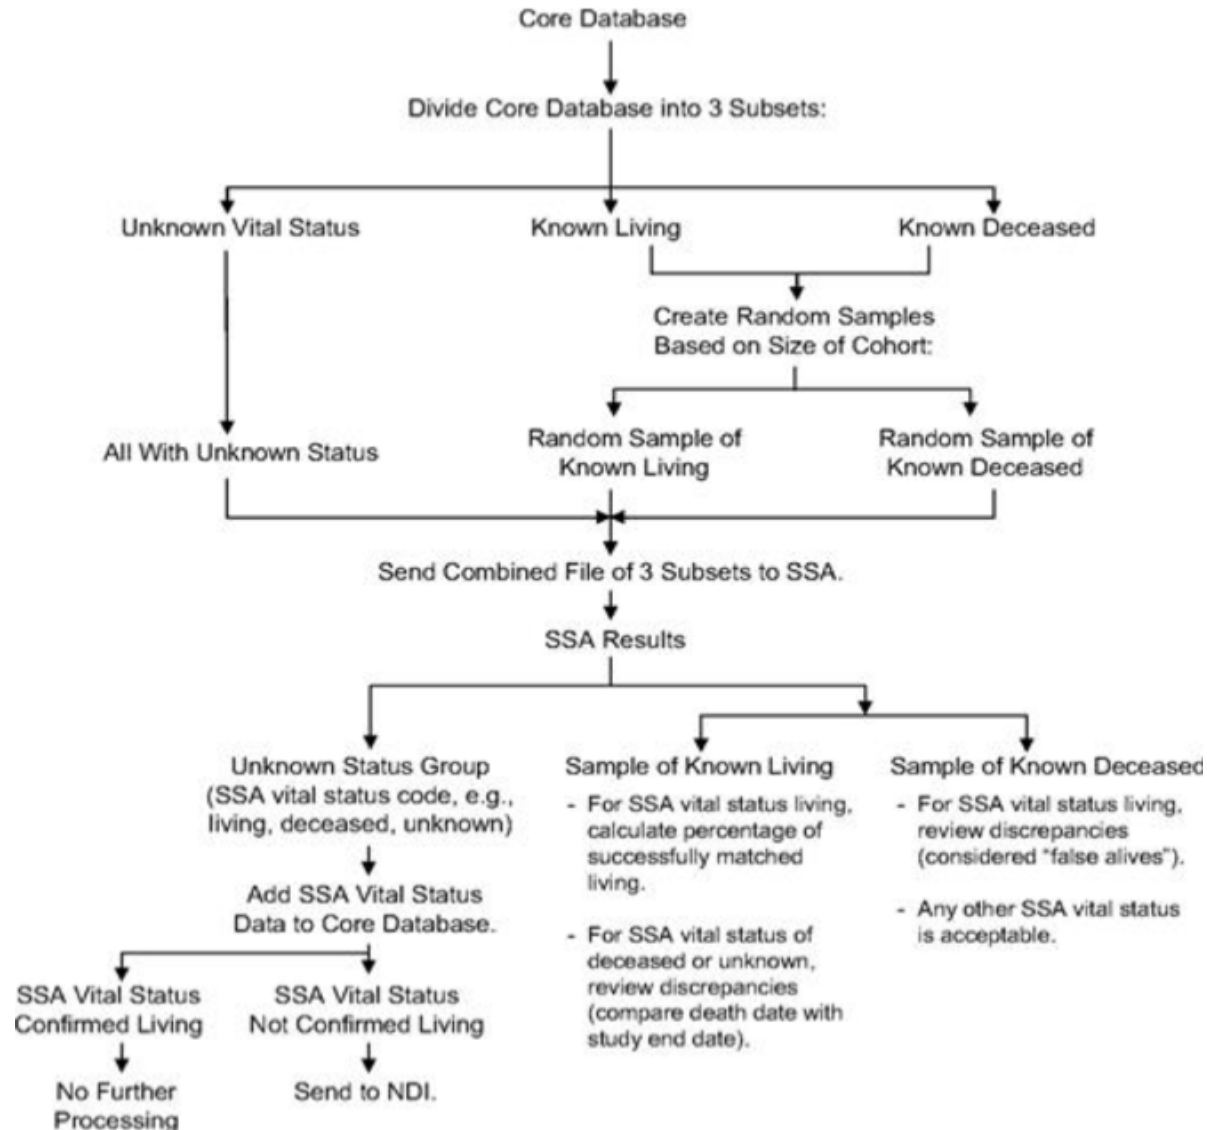 Core Database
Divide Core Database into 3 Subsets:
Unknown Vital Status
Known Living
Known Deceased
Create Random Samples
Based on Size of Cohort:
All With Unknown Status
Random Sample of
Known Living
Random Sample of
Known Deceased
Send Combined File of 3 Subsets to SSA.
SSA Results
Unknown Status Group
(SSA vital status code, e.g.,
living, deceased, unknown)
Add SSA Vital Status
Data to Core Database.
SSA Vital Status
Confirmed Living
No Further
Processing
SSA Vital Status
Not Confirmed Living
Send to NDI.
Sample of Known Living
- For SSA vital status living,
calculate percentage of
successfully matched
living.
- For SSA vital status of
deceased or unknown,
review discrepancies
(compare death date with
study end date).
Sample of Known Deceased
- For SSA vital status living,
review discrepancies
(considered “false alives”).
- Any other SSA vital status
is acceptable.